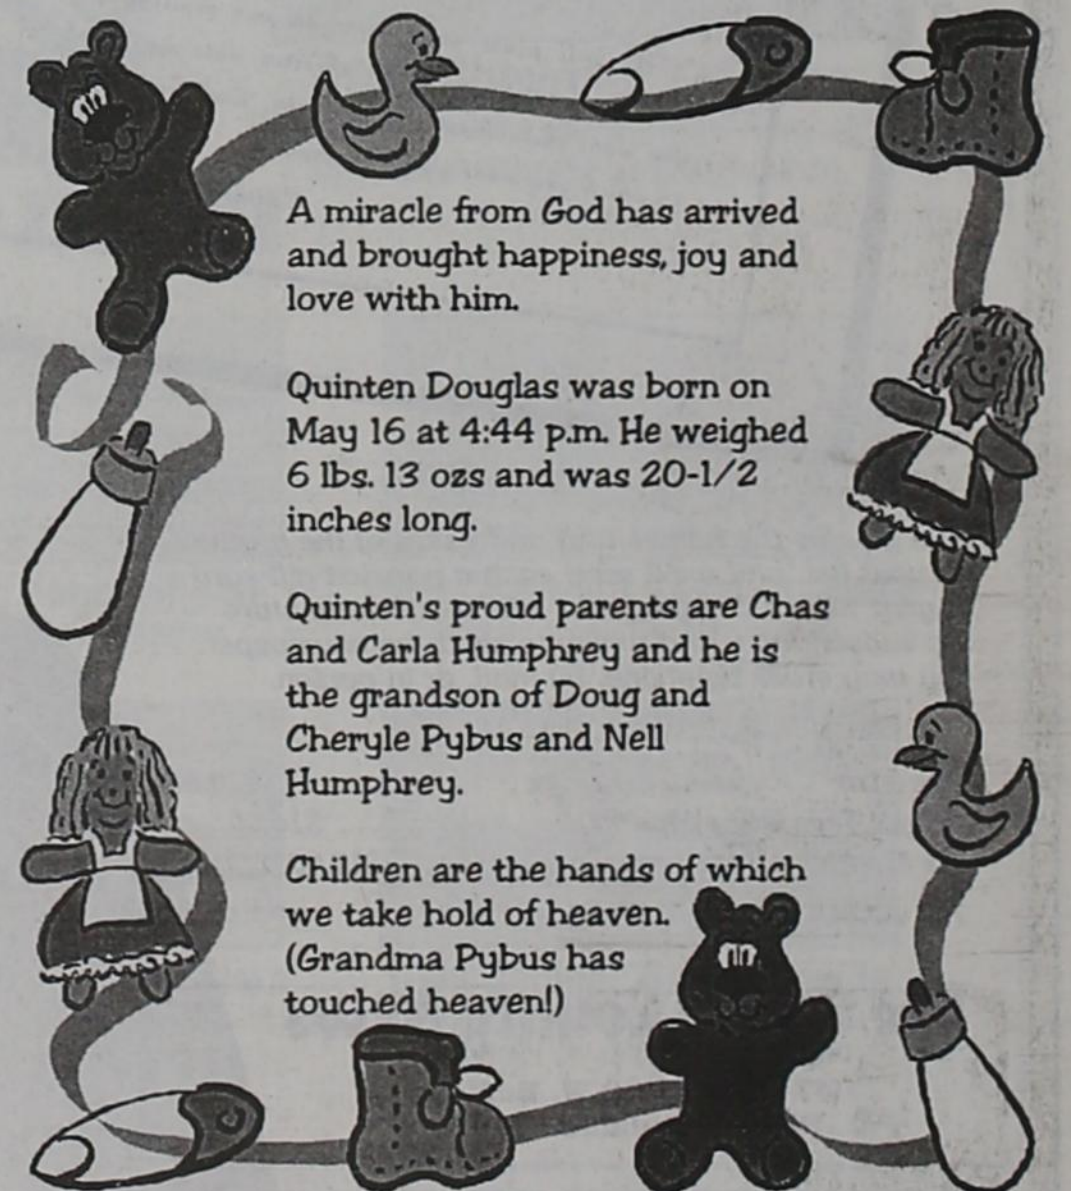 A miracle from God has arrived
and brought happiness, joy and
love with him.
Quinten Douglas was born on
May 16 at 4:44 p.m. He weighed
6 lbs. 13 ozs and was 20-1/2
inches long.
Quinten's proud parents are Chas
and Carla Humphrey and he is
the grandson of Doug and
Cheryle Pybus and Nell
Humphrey.
Children are the hands of which
we take hold of heaven.
(Grandma Pybus has
touched heaven!)